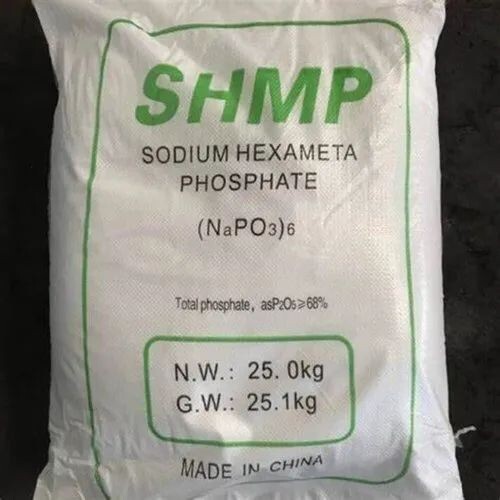 SHMP
SODIUM HEXAMETA
PHOSPHATE
(NaPO3)6
Total phosphate, asP2O5≥68%
N.W.: 25.0kg
G.W.: 25.1kg
MADE IN CHINA